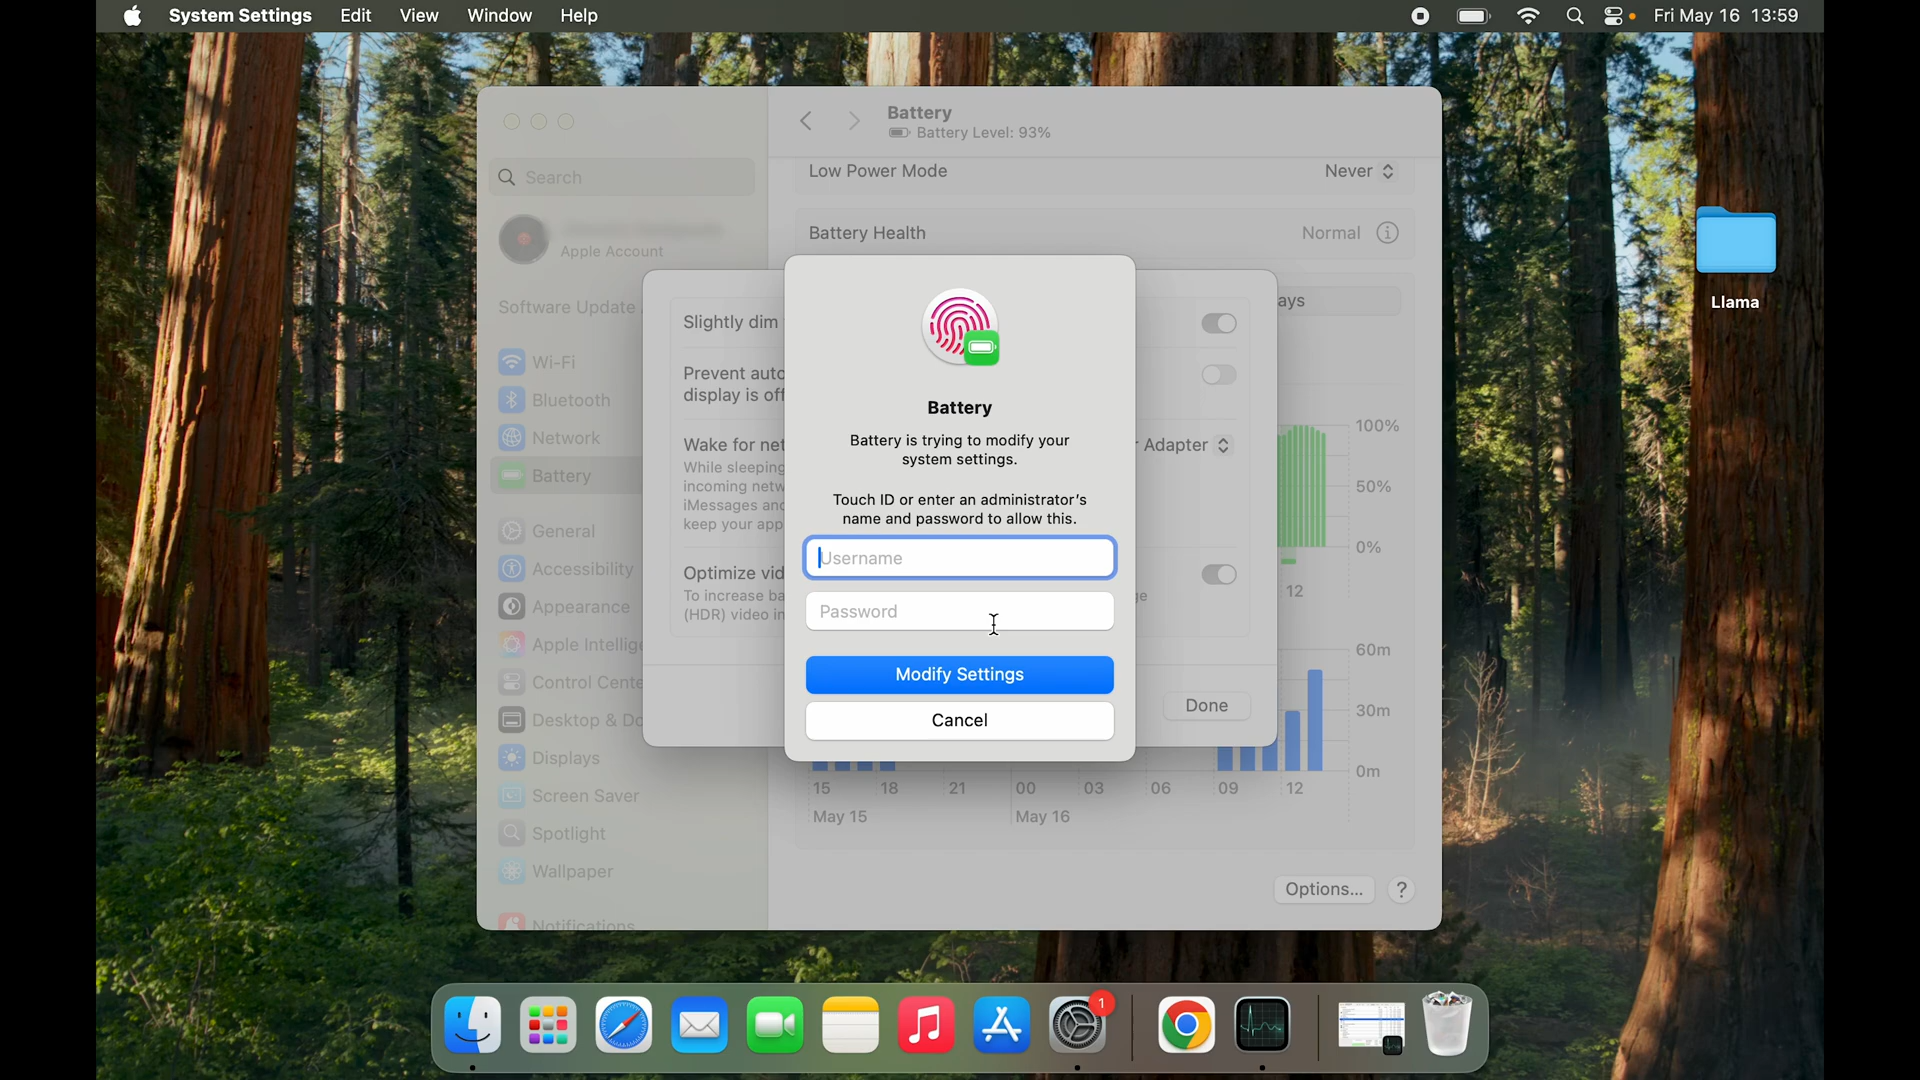 System Settings Edit View Window Help Fri May 16 13:59
Battery
Battery Level: 93%
Search
Low Power Mode Never
Apple Account
Battery Health Normal
Software Update
ays
Llama
Slightly dim
Wi-Fi
Prevent auto
display is off
Bluetooth
Network
Battery
Wake for net
Adapter
While sleeping
incoming netw
iMessages and
keep your app
General
Accessibility
Optimize vid
To increase ba
(HDR) video in
ge
Appearance
Apple Intellige
Control Cente
Desktop & Do
Displays
Screen Saver
Spotlight
Wallpaper
Notifications
Battery
Battery is trying to modify your
system settings.
Touch ID or enter an administrator's
name and password to allow this.
Username
Password
Modify Settings
Cancel
Done
100%
50%
0%
12
60m
30m
0m
15 18 21 00 03 06 09 12
May 15 May 16
Options... ?
1